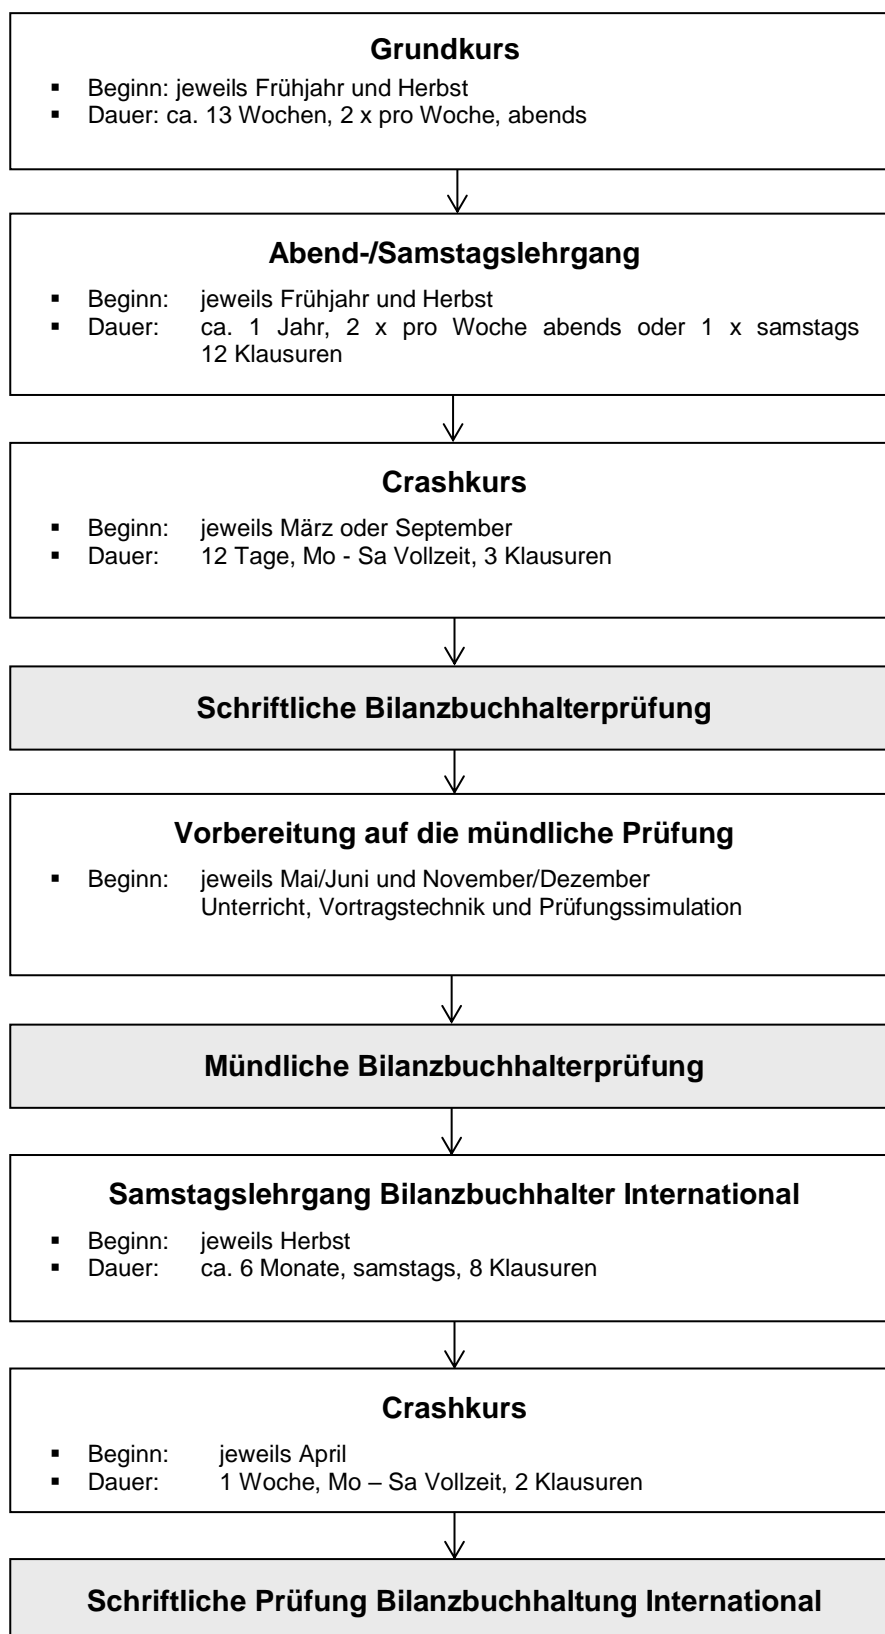 Grundkurs
▪ Beginn: jeweils Frühjahr und Herbst
▪ Dauer: ca. 13 Wochen, 2 x pro Woche, abends
Abend-/Samstagslehrgang
▪ Beginn: jeweils Frühjahr und Herbst
▪ Dauer: ca. 1 Jahr, 2 x pro Woche abends oder 1 x samstags
12 Klausuren
Crashkurs
▪ Beginn: jeweils März oder September
▪ Dauer: 12 Tage, Mo - Sa Vollzeit, 3 Klausuren
Schriftliche Bilanzbuchhalterprüfung
Vorbereitung auf die mündliche Prüfung
▪ Beginn: jeweils Mai/Juni und November/Dezember
Unterricht, Vortragstechnik und Prüfungssimulation
Mündliche Bilanzbuchhalterprüfung
Samstagslehrgang Bilanzbuchhalter International
▪ Beginn: jeweils Herbst
▪ Dauer: ca. 6 Monate, samstags, 8 Klausuren
Crashkurs
▪ Beginn: jeweils April
▪ Dauer: 1 Woche, Mo – Sa Vollzeit, 2 Klausuren
Schriftliche Prüfung Bilanzbuchhaltung International